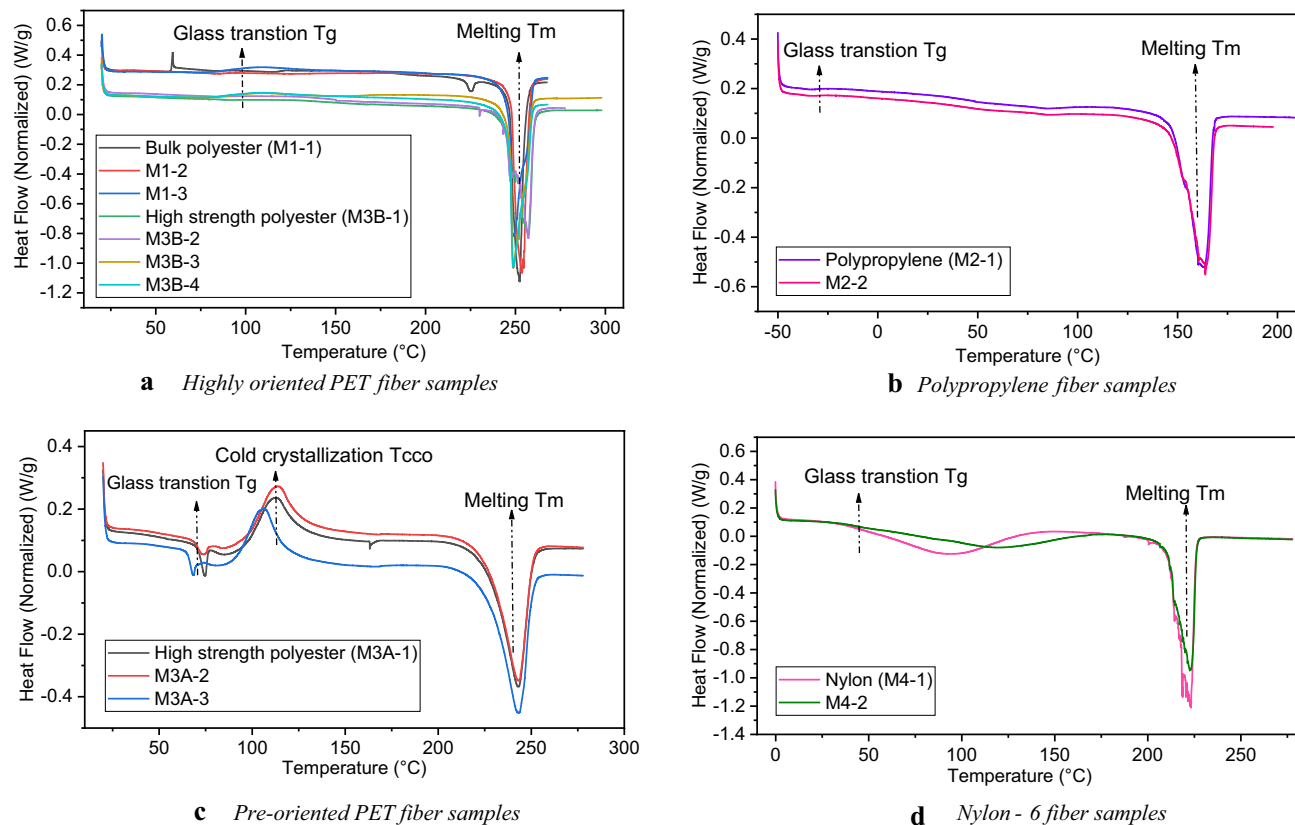 Heat Flow (Normalized) (W/g)
0.6
0.4
0.2
0.0
-0.2
-0.4
-0.6
-0.8
-1.0
-1.2
Glass transtion Tg
Melting Tm
Bulk polyester (M1-1)
M1-2
M1-3
High strength polyester (M3B-1)
M3B-2
M3B-3
M3B-4
50 100 150 200 250 300
Temperature (°C)
a Highly oriented PET fiber samples
Heat Flow (Normalized) (W/g)
0.4
0.2
0.0
-0.2
-0.4
-0.6
Glass transtion Tg
Melting Tm
Polypropylene (M2-1)
M2-2
-50 0 50 100 150 200
Temperature (°C)
b Polypropylene fiber samples
Heat Flow (Normalized) (W/g)
0.4
0.2
0.0
-0.2
-0.4
Cold crystallization Tcco
Glass transtion Tg
Melting Tm
High strength polyester (M3A-1)
M3A-2
M3A-3
50 100 150 200 250 300
Temperature (°C)
c Pre-oriented PET fiber samples
Heat Flow (Normalized) (W/g)
0.6
0.4
0.2
0.0
-0.2
-0.4
-0.6
-0.8
-1.0
-1.2
-1.4
Glass transtion Tg
Melting Tm
Nylon (M4-1)
M4-2
0 50 100 150 200 250
Temperature (°C)
d Nylon - 6 fiber samples